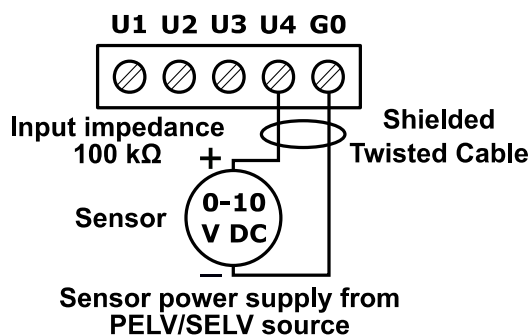 U1 U2 U3 U4 G0
Input impedance
100 kΩ
Shielded
Twisted Cable
+
Sensor
0-10
V DC
−
Sensor power supply from
PELV/SELV source